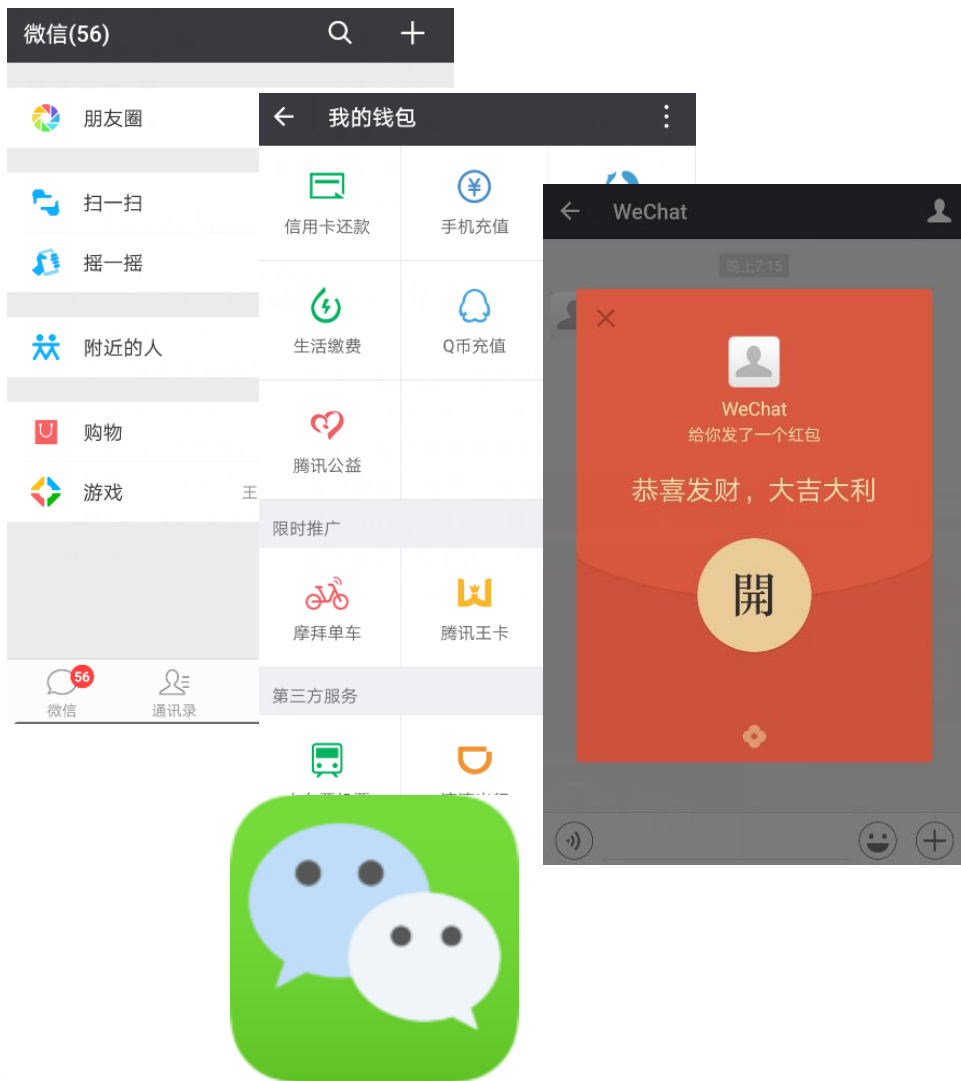 微信(56)
朋友圈
扫一扫
摇一摇
附近的人
购物
游戏
王
56
微信
通讯录
我的钱包
信用卡还款
手机充值
生活缴费
Q币充值
腾讯公益
限时推广
摩拜单车
腾讯王卡
第三方服务
WeChat
晚上7:15
WeChat
给你发了一个红包
恭喜发财，大吉大利
開